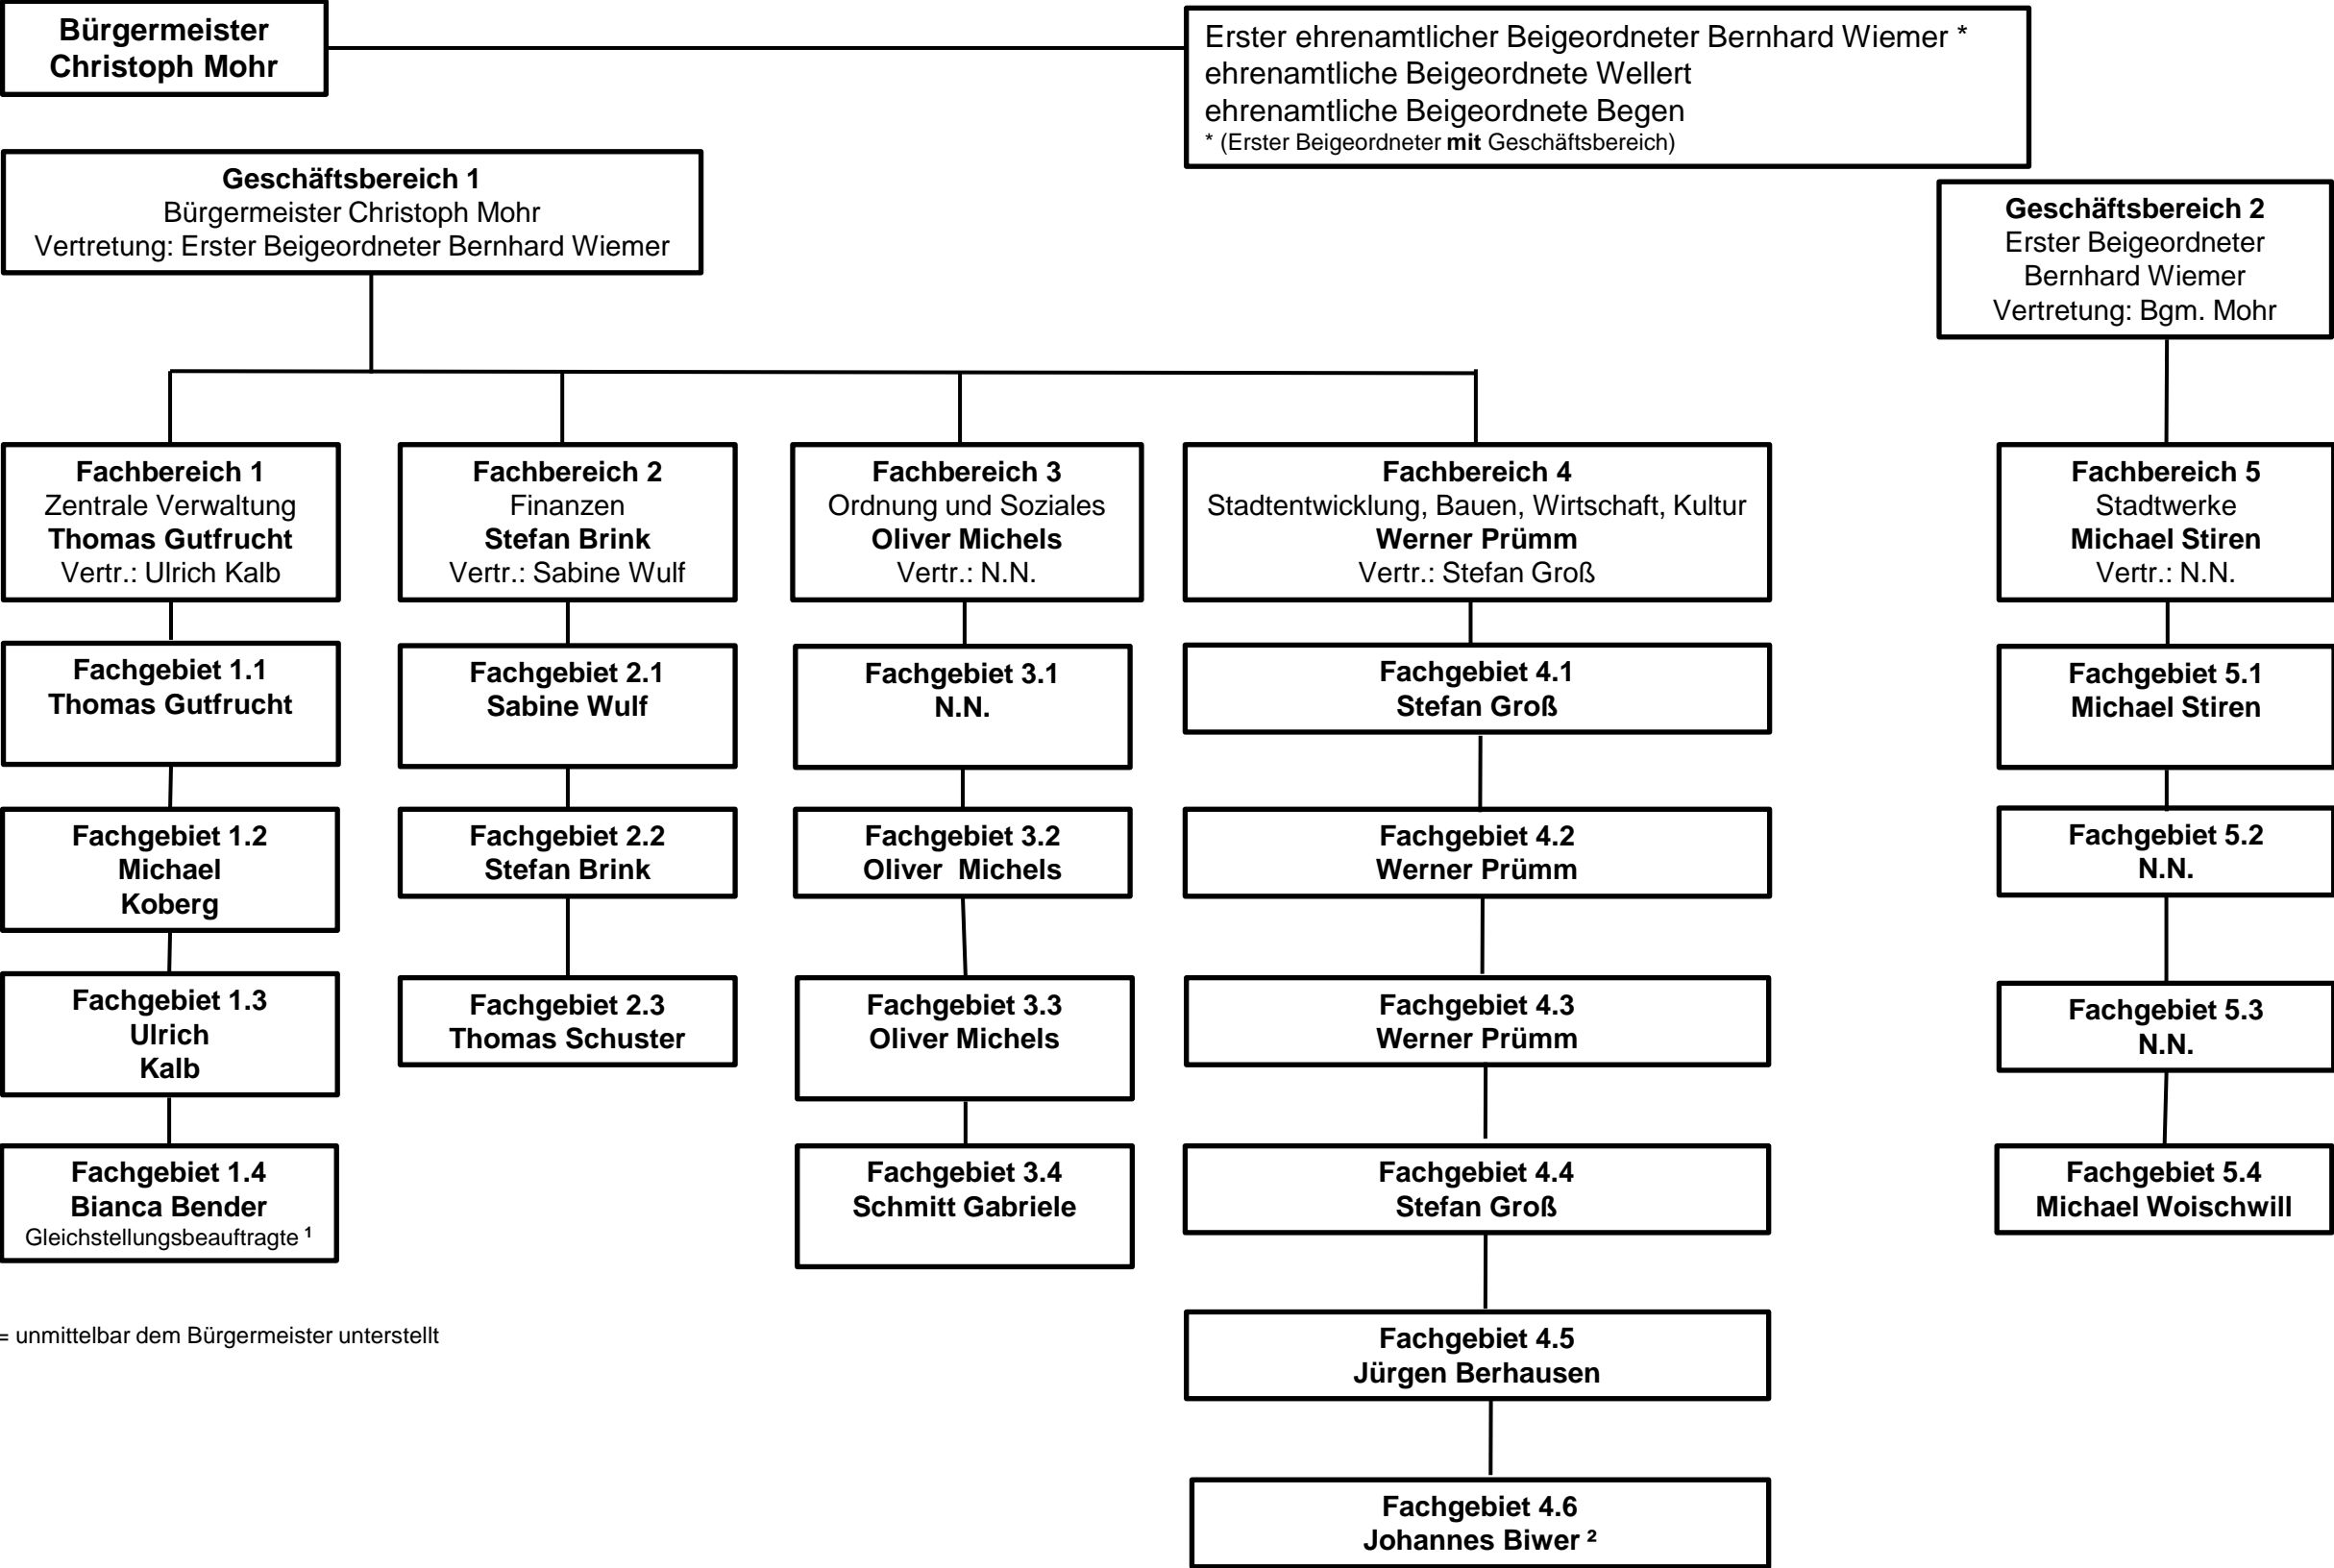 Bürgermeister
Christoph Mohr
Erster ehrenamtlicher Beigeordneter Bernhard Wiemer *
ehrenamtliche Beigeordnete Wellert
ehrenamtliche Beigeordnete Begen
* (Erster Beigeordneter mit Geschäftsbereich)
Geschäftsbereich 1
Bürgermeister Christoph Mohr
Vertretung: Erster Beigeordneter Bernhard Wiemer
Geschäftsbereich 2
Erster Beigeordneter
Bernhard Wiemer
Vertretung: Bgm. Mohr
Fachbereich 1
Zentrale Verwaltung
Thomas Gutfrucht
Vertr.: Ulrich Kalb
Fachbereich 2
Finanzen
Stefan Brink
Vertr.: Sabine Wulf
Fachbereich 3
Ordnung und Soziales
Oliver Michels
Vertr.: N.N.
Fachbereich 4
Stadtentwicklung, Bauen, Wirtschaft, Kultur
Werner Prümm
Vertr.: Stefan Groß
Fachbereich 5
Stadtwerke
Michael Stiren
Vertr.: N.N.
Fachgebiet 1.1
Thomas Gutfrucht
Fachgebiet 2.1
Sabine Wulf
Fachgebiet 3.1
N.N.
Fachgebiet 4.1
Stefan Groß
Fachgebiet 5.1
Michael Stiren
Fachgebiet 1.2
Michael
Koberg
Fachgebiet 2.2
Stefan Brink
Fachgebiet 3.2
Oliver  Michels
Fachgebiet 4.2
Werner Prümm
Fachgebiet 5.2
N.N.
Fachgebiet 1.3
Ulrich
Kalb
Fachgebiet 2.3
Thomas Schuster
Fachgebiet 3.3
Oliver Michels
Fachgebiet 4.3
Werner Prümm
Fachgebiet 5.3
N.N.
Fachgebiet 1.4
Bianca Bender
Gleichstellungsbeauftragte ¹
Fachgebiet 3.4
Schmitt Gabriele
Fachgebiet 4.4
Stefan Groß
Fachgebiet 5.4
Michael Woischwill
= unmittelbar dem Bürgermeister unterstellt
Fachgebiet 4.5
Jürgen Berhausen
Fachgebiet 4.6
Johannes Biwer ²